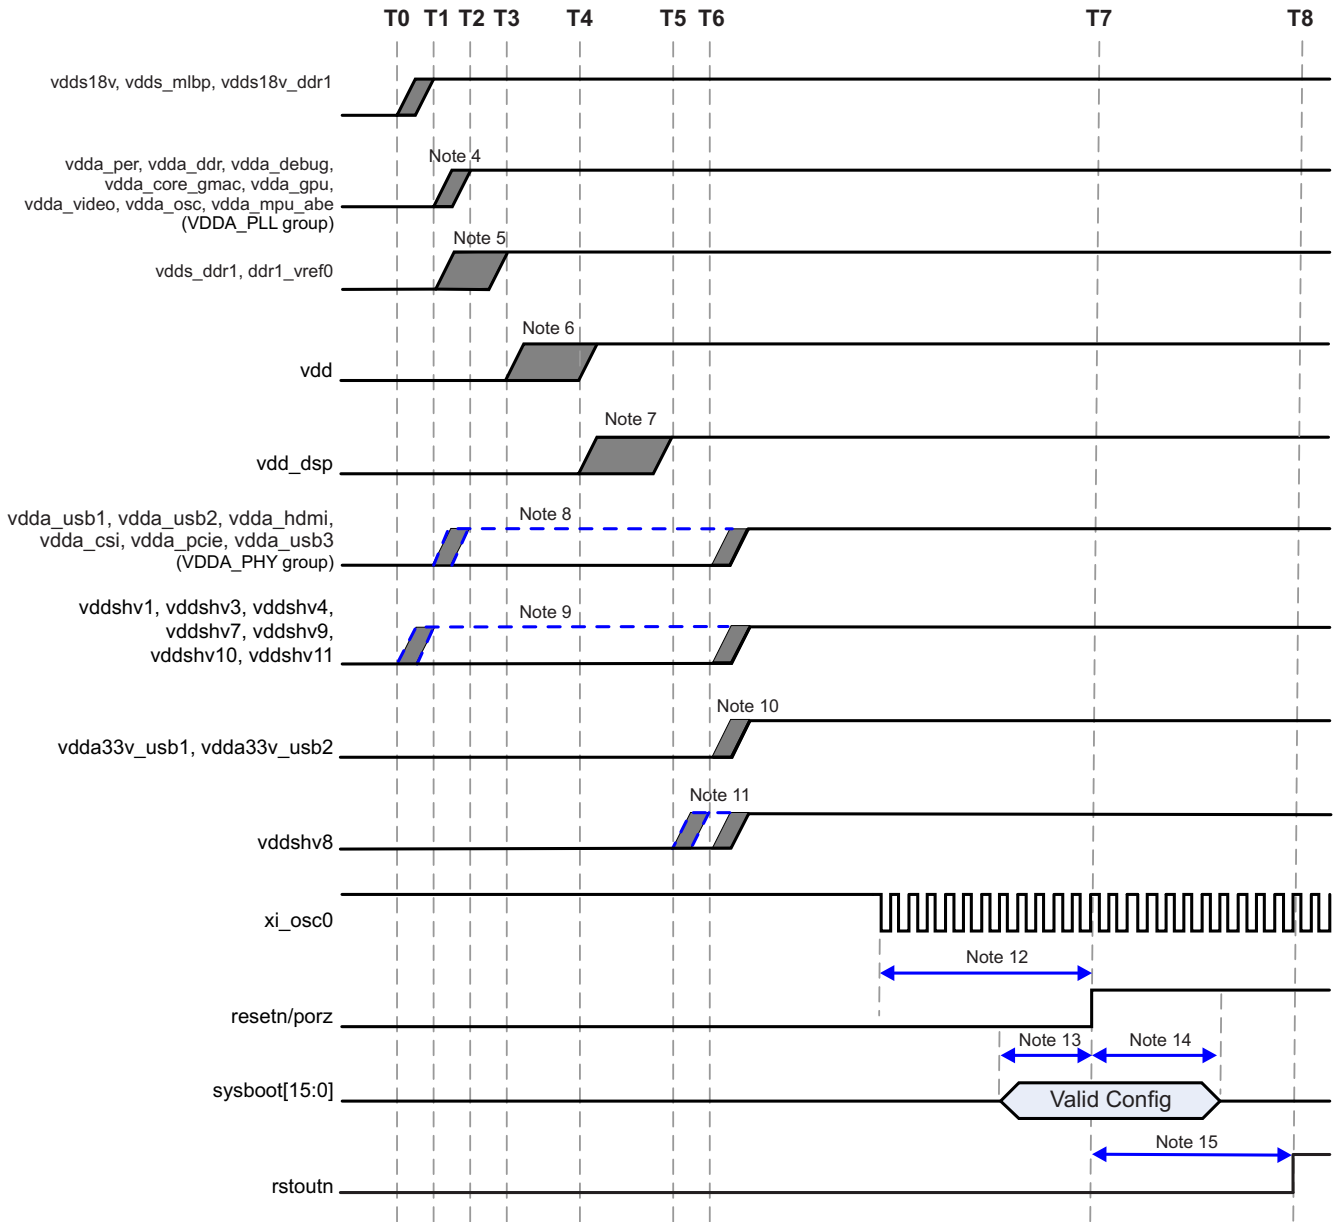 T0 T1 T2 T3 T4 T5 T6 T7 T8
vdds18v, vdds_mlbp, vdds18v_ddr1
Note 4
vdda_per, vdda_ddr, vdda_debug,
vdda_core_gmac, vdda_gpu,
vdda_video, vdda_osc, vdda_mpu_abe
(VDDA_PLL group)
Note 5
vdds_ddr1, ddr1_vref0
Note 6
vdd
Note 7
vdd_dsp
Note 8
vdda_usb1, vdda_usb2, vdda_hdmi,
vdda_csi, vdda_pcie, vdda_usb3
(VDDA_PHY group)
Note 9
vddshv1, vddshv3, vddshv4,
vddshv7, vddshv9,
vddshv10, vddshv11
Note 10
vdda33v_usb1, vdda33v_usb2
Note 11
vddshv8
xi_osc0
Note 12
resetn/porz
Note 13 Note 14
sysboot[15:0]
Valid Config
Note 15
rstoutn